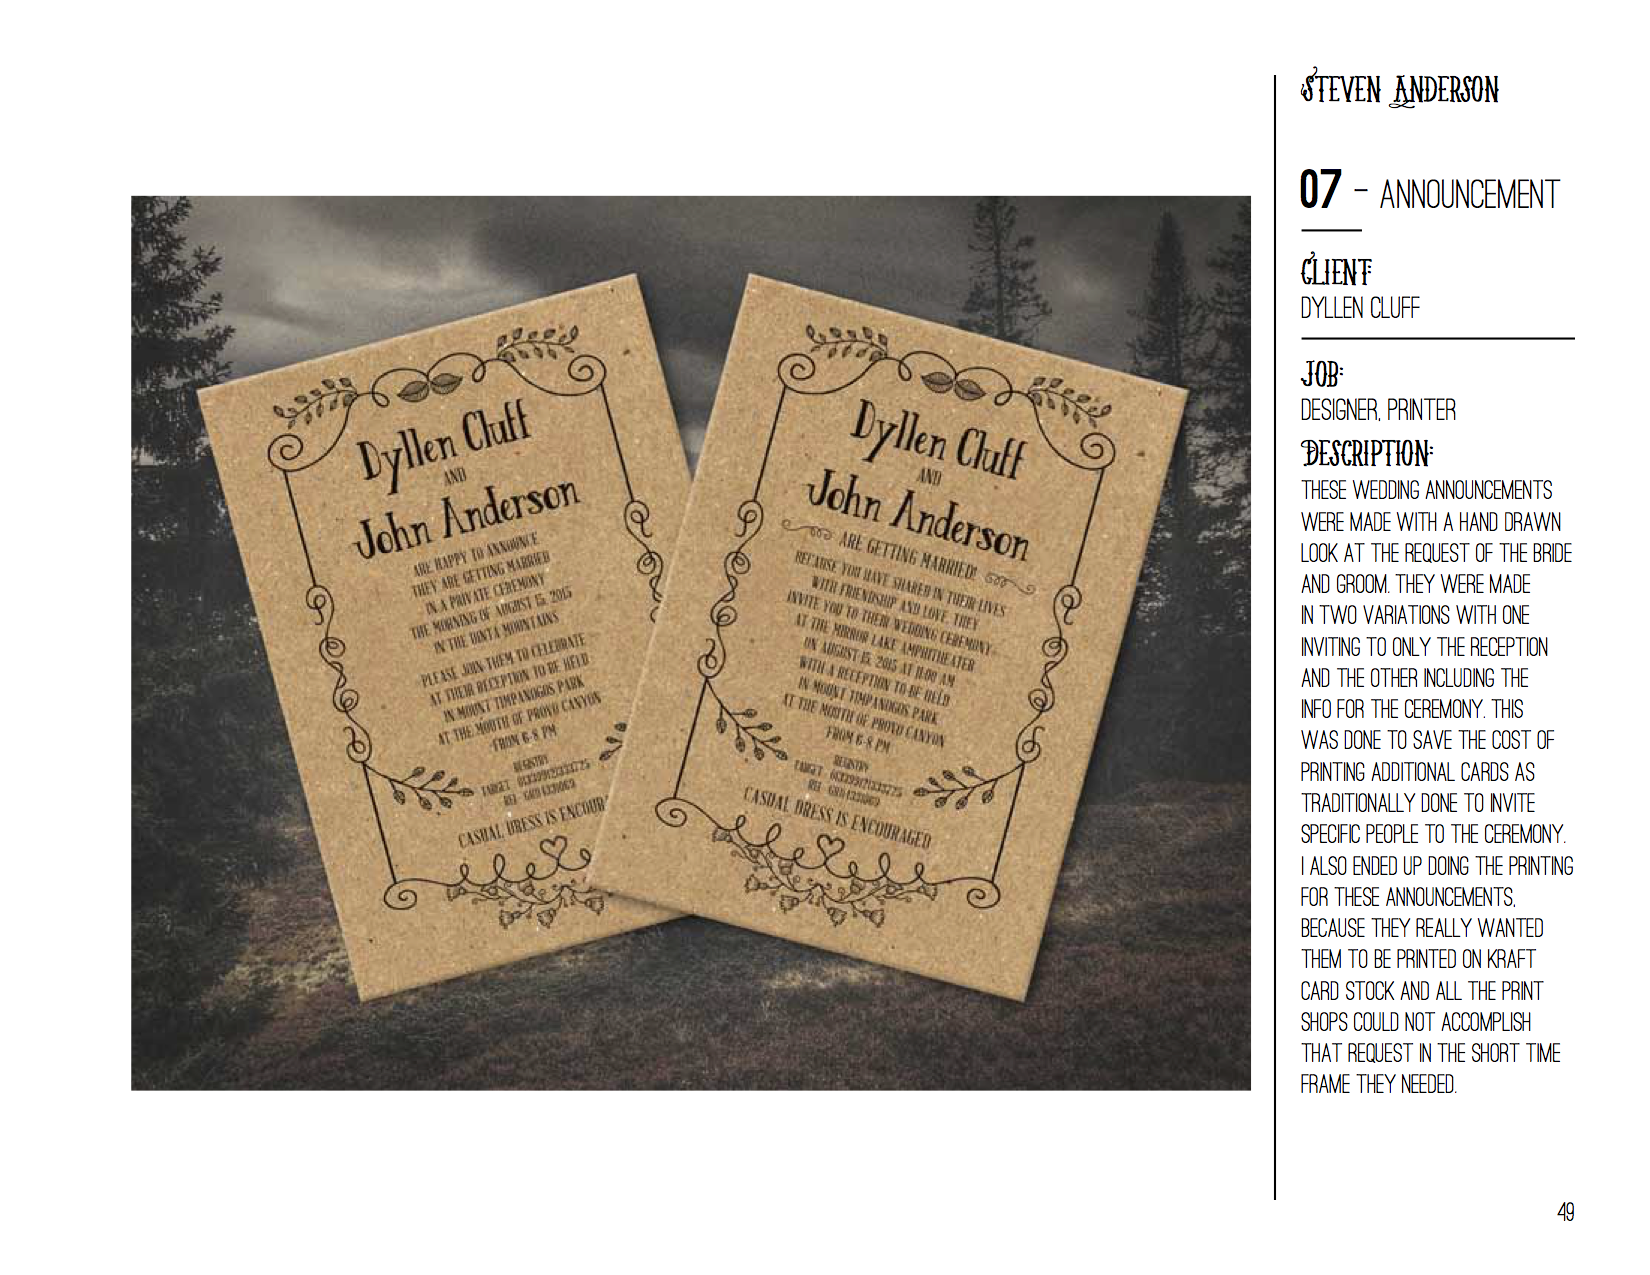 Steven Anderson
07 - ANNOUNCEMENT
Client
DYLLEN CLUFF
Job:
DESIGNER, PRINTER
Description:
THESE WEDDING ANNOUNCEMENTS
WERE MADE WITH A HAND DRAWN
LOOK AT THE REQUEST OF THE BRIDE
AND GROOM. THEY WERE MADE
IN TWO VARIATIONS WITH ONE
INVITING TO ONLY THE RECEPTION
AND THE OTHER INCLUDING THE
INFO FOR THE CEREMONY. THIS
WAS DONE TO SAVE THE COST OF
PRINTING ADDITIONAL CARDS AS
TRADITIONALLY DONE TO INVITE
SPECIFIC PEOPLE TO THE CEREMONY.
I ALSO ENDED UP DOING THE PRINTING
FOR THESE ANNOUNCEMENTS,
BECAUSE THEY REALLY WANTED
THEM TO BE PRINTED ON KRAFT
CARD STOCK AND ALL THE PRINT
SHOPS COULD NOT ACCOMPLISH
THAT REQUEST IN THE SHORT TIME
FRAME THEY NEEDED.
Dyllen Cluff
AND
John Anderson
ARE HAPPY TO ANNOUNCE
THEY ARE GETTING MARRIED
IN A PRIVATE CEREMONY
THE MORNING OF AUGUST 15, 2015
IN THE UINTA MOUNTAINS
PLEASE JOIN THEM TO CELEBRATE
AT THEIR RECEPTION TO BE HELD
IN MOUNT TIMPANOGOS PARK
AT THE MOUTH OF PROVO CANYON
FROM 6-8 PM
REGISTRY
TARGET
REI
CASUAL DRESS IS ENCOUR
Dyllen Cluff
AND
John Anderson
ARE GETTING MARRIED!
BECAUSE YOU HAVE SHARED IN THEIR LIVES
WITH FRIENDSHIP AND LOVE, THEY
INVITE YOU TO THEIR WEDDING CEREMONY
AT THE MIRROR LAKE AMPHITHEATER
ON AUGUST 15, 2015 AT 11:00 AM
WITH A RECEPTION TO BE HELD
IN MOUNT TIMPANOGOS PARK
AT THE MOUTH OF PROVO CANYON
FROM 6-8 PM
REGISTRY
TARGET
REI
CASUAL DRESS IS ENCOURAGED
49